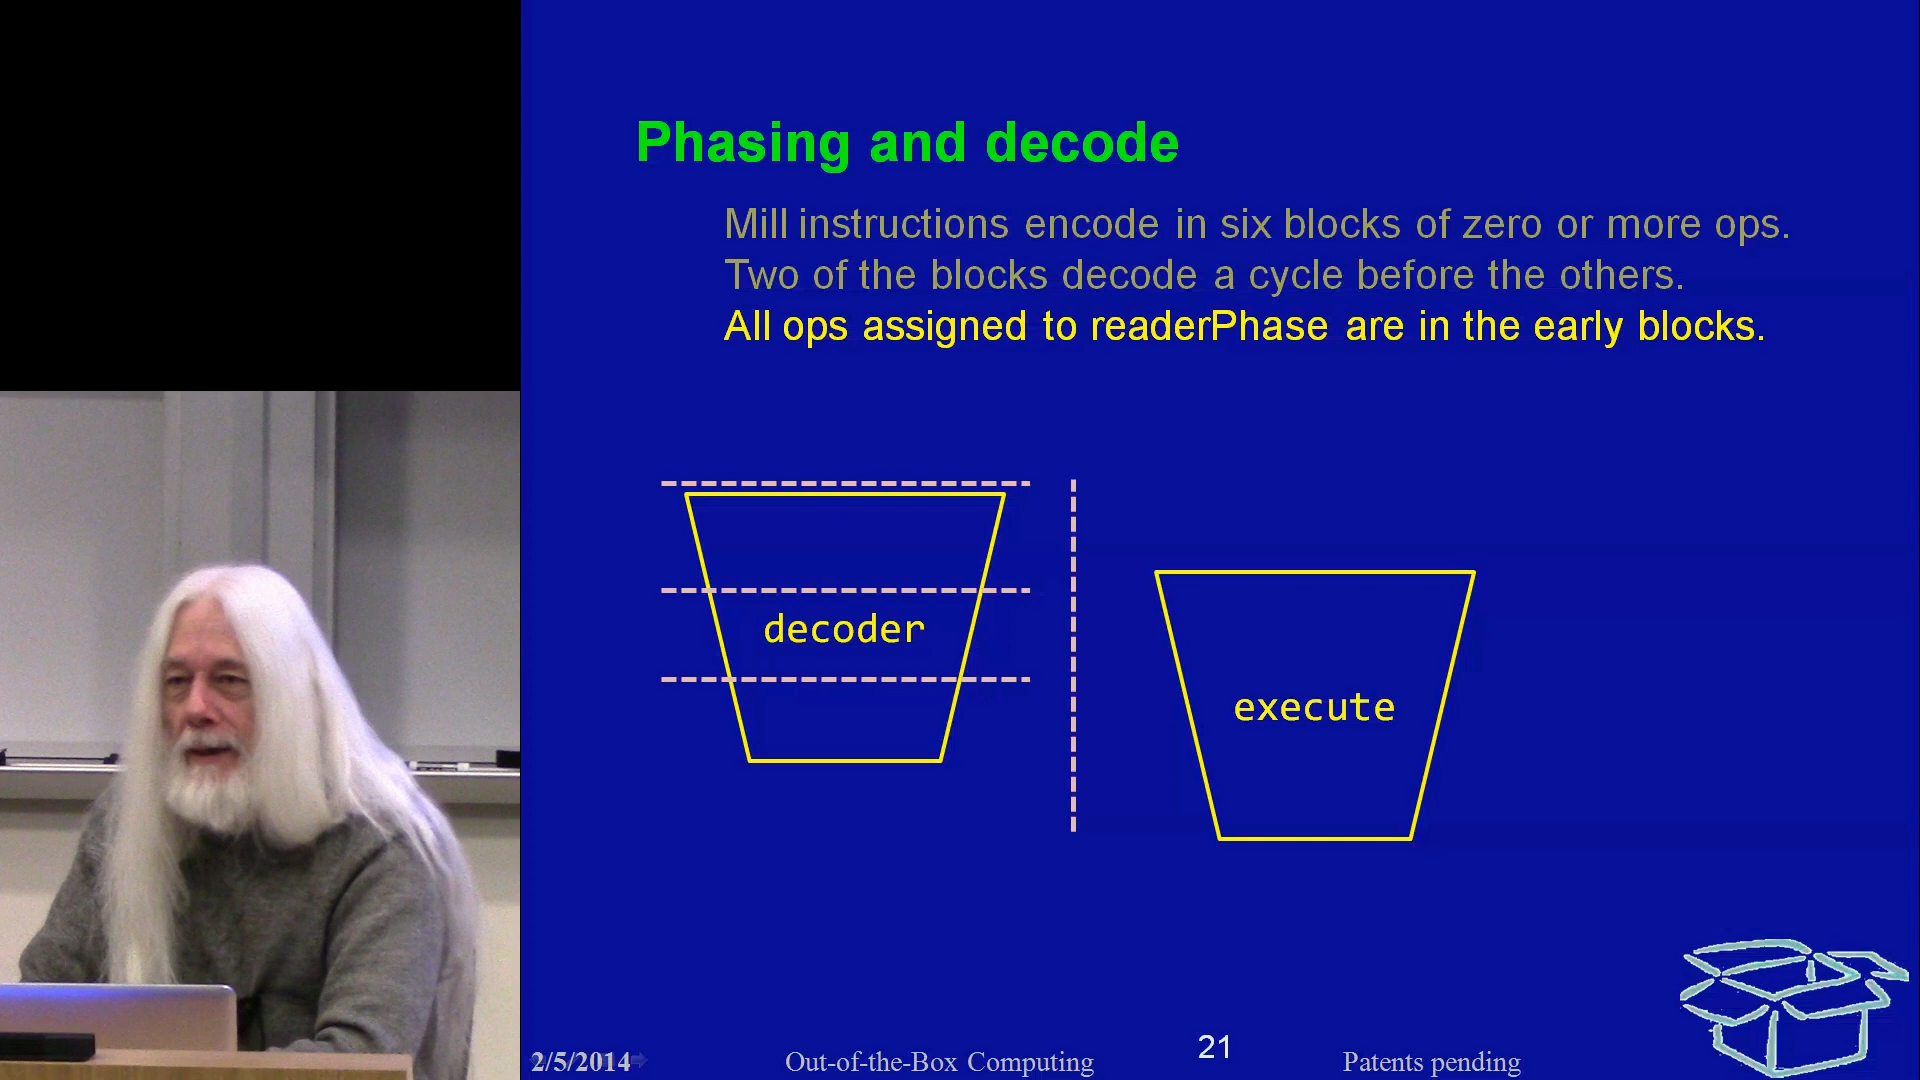 Phasing and decode
Mill instructions encode in six blocks of zero or more ops.
Two of the blocks decode a cycle before the others.
All ops assigned to readerPhase are in the early blocks.
decoder
execute
2/5/2014
Out-of-the-Box Computing
21
Patents pending